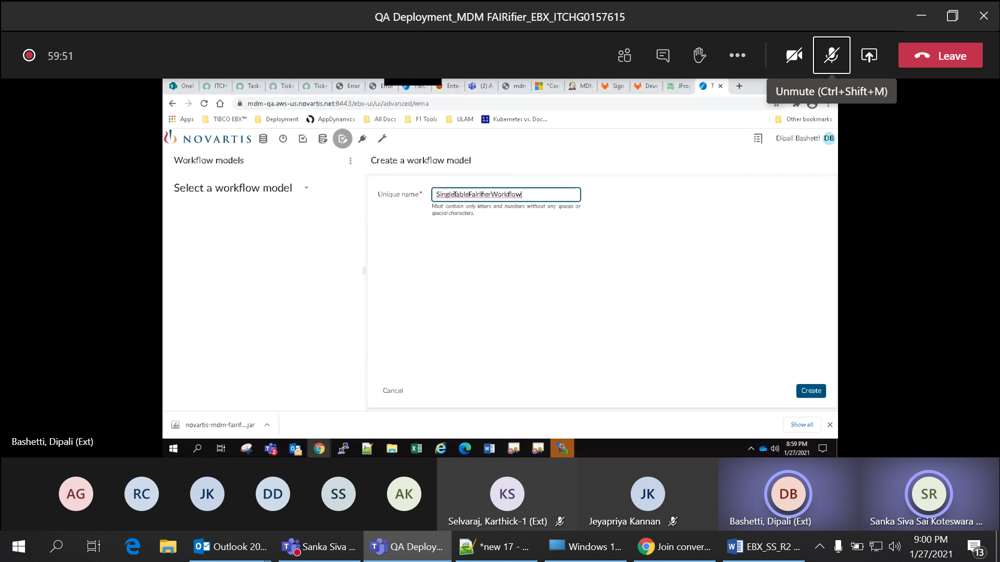 QA Deployment_MDM FAIRifier_EBX_ITCHG0157615
59:51
Leave
Unmute (Ctrl+Shift+M)
OneN ITCH Task Ticke Ticke Error Error TIBC Enter (2) A mdm "Con MDM Sign Deve JFrog T
mdm-qa.aws-us.novartis.net:8443/ebx-ui/ui/advanced/wma
Apps TIBCO EBX™ Deployment AppDynamics All Docs F1 Tools ULAM Kubernetes vs. Doc... Other bookmarks
NOVARTIS Dipali Bashetti DB
Workflow models Create a workflow model
Select a workflow model
Unique name* SingleTableFairifierWorkflow
Must contain only letters and numbers without any spaces or
special characters.
Cancel Create
novartis-mdm-fairif....jar Show all
Bashetti, Dipali (Ext)
8:59 PM
1/27/2021
AG RC JK DD SS AK KS JK DB SR
Selvaraj, Karthick-1 (Ext) Jeyapriya Kannan Bashetti, Dipali (Ext) Sanka Siva Sai Koteswara ...
Outlook 20... Sanka Siva ... QA Deploy... *new 17 - ... Windows 1... Join conver... EBX_SS_R2 ...
9:00 PM
1/27/2021
13